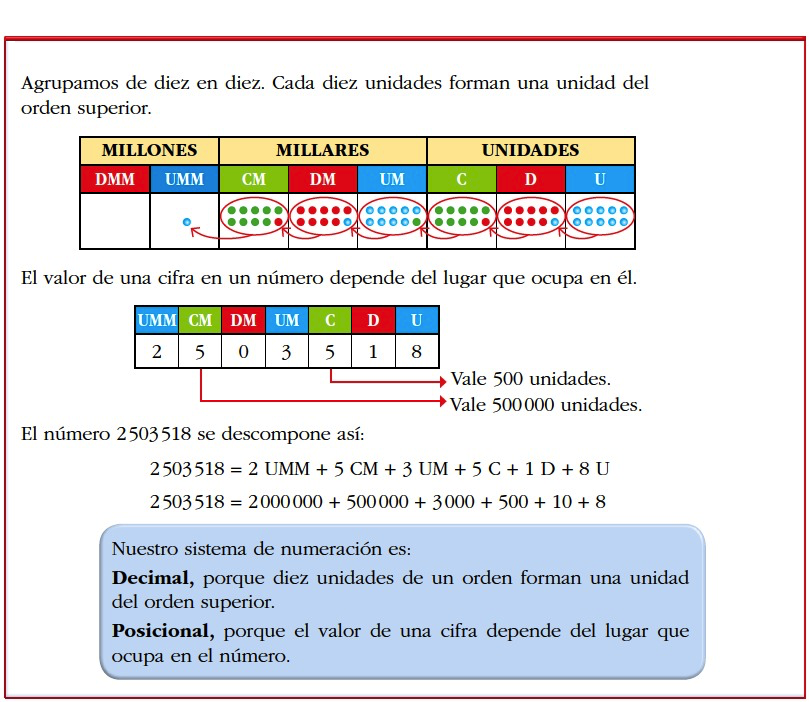 Agrupamos de diez en diez. Cada diez unidades forman una unidad del
orden superior.
MILLONES MILLARES UNIDADES
DMM UMM CM DM UM C D U
El valor de una cifra en un número depende del lugar que ocupa en él.
UMM CM DM UM C D U
2 5 0 3 5 1 8
Vale 500 unidades.
Vale 500 000 unidades.
El número 2 503 518 se descompone así:
2 503 518 = 2 UMM + 5 CM + 3 UM + 5 C + 1 D + 8 U
2 503 518 = 2 000 000 + 500 000 + 3 000 + 500 + 10 + 8
Nuestro sistema de numeración es:
Decimal, porque diez unidades de un orden forman una unidad
del orden superior.
Posicional, porque el valor de una cifra depende del lugar que
ocupa en el número.